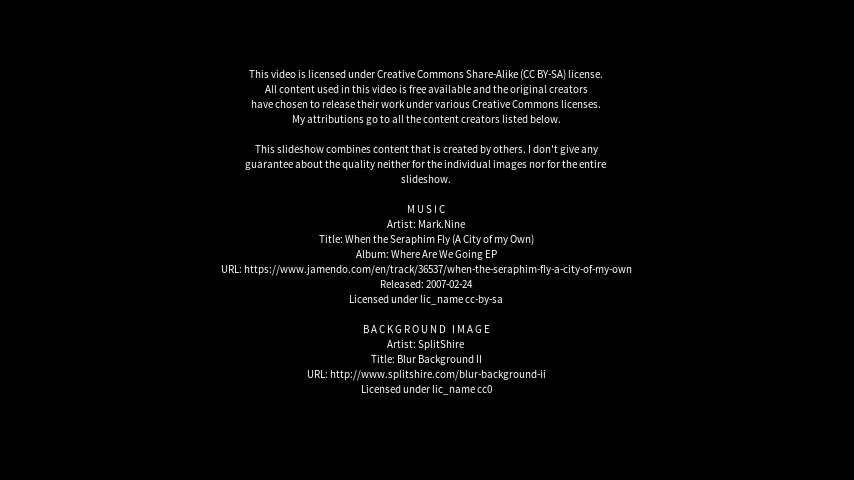 This video is licensed under Creative Commons Share-Alike (CC BY-SA) license.
All content used in this video is free available and the original creators
have chosen to release their work under various Creative Commons licenses.
My attributions go to all the content creators listed below.
This slideshow combines content that is created by others. I don't give any
guarantee about the quality neither for the individual images nor for the entire
slideshow.
M U S I C
Artist: Mark.Nine
Title: When the Seraphim Fly (A City of my Own)
Album: Where Are We Going EP
URL: https://www.jamendo.com/en/track/36537/when-the-seraphim-fly-a-city-of-my-own
Released: 2007-02-24
Licensed under lic_name cc-by-sa
B A C K G R O U N D   I M A G E
Artist: SplitShire
Title: Blur Background II
URL: http://www.splitshire.com/blur-background-ii
Licensed under lic_name cc0